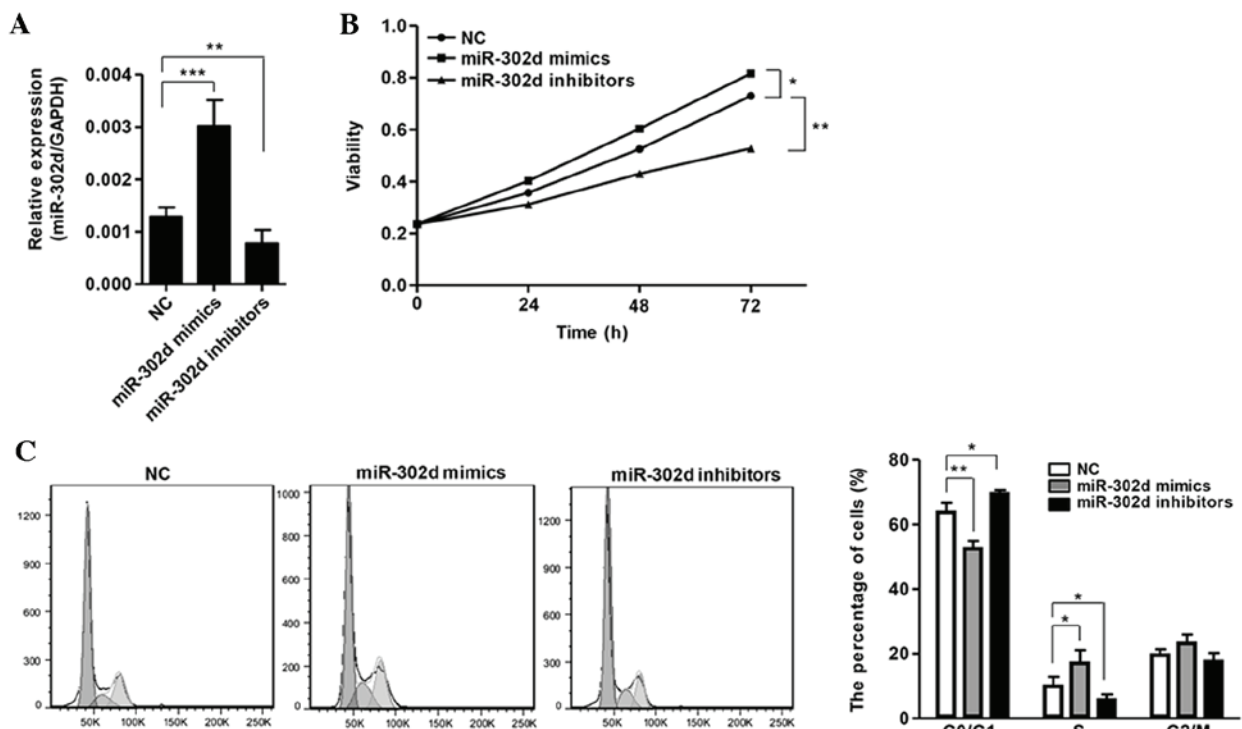 A
Relative expression
(miR-302d/GAPDH)
0.004
0.003
0.002
0.001
0.000
***
**
NC
miR-302d mimics
miR-302d inhibitors
B
Viability
1.0
0.8
0.6
0.4
0.2
0.0
NC
miR-302d mimics
miR-302d inhibitors
*
**
0 24 48 72
Time (h)
C
NC
1200
900
600
300
0
50K 100K 150K 200K 250K
miR-302d mimics
1000
800
600
400
200
0
50K 100K 150K 200K 250K
miR-302d inhibitors
1200
900
600
300
0
50K 100K 150K 200K 250K
The percentage of cells (%)
80
60
40
20
0
*
**
*
*
NC
miR-302d mimics
miR-302d inhibitors